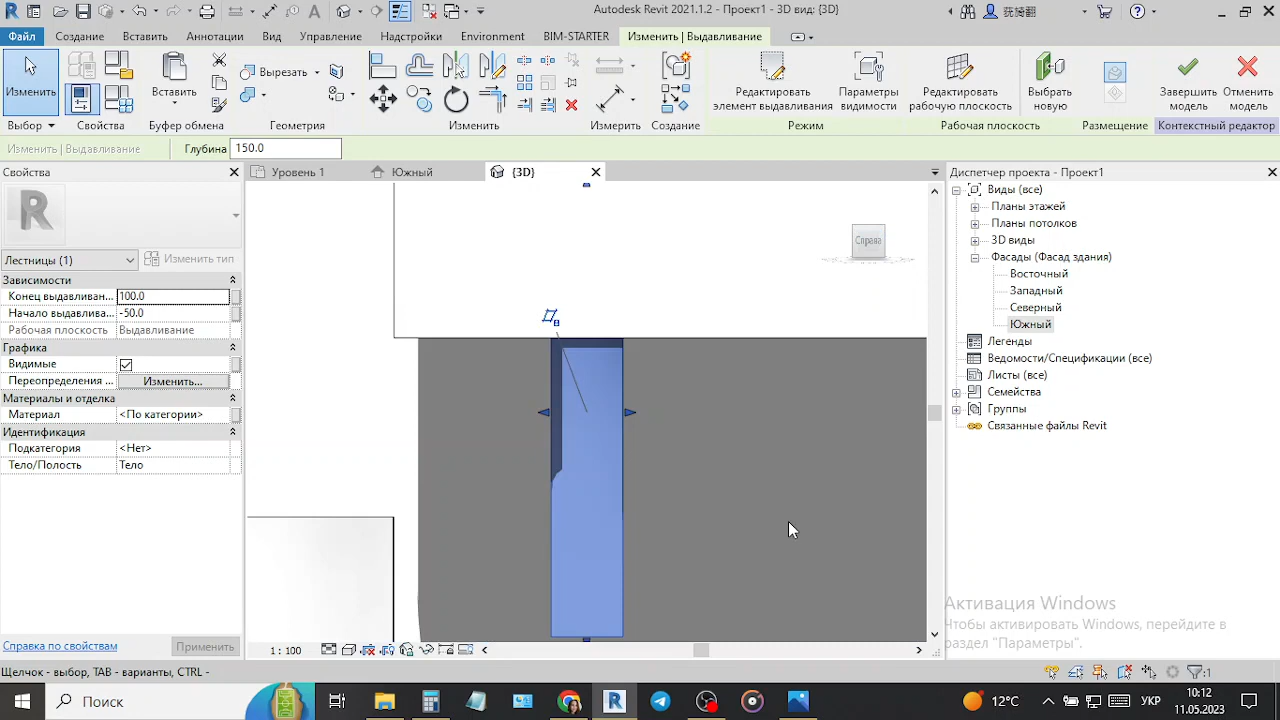 Autodesk Revit 2021.1.2 - Проект1 - 3D вид: {3D}
Файл
Создание
Вставить
Аннотации
Вид
Управление
Надстройки
Environment
BIM-STARTER
Изменить | Выдавливание
Изменить
Вставить
Вырезать
Редактировать
элемент выдавливания
Параметры
видимости
Редактировать
рабочую плоскость
Выбрать
новую
Завершить
модель
Отменить
модель
Выбор
Свойства
Буфер обмена
Геометрия
Изменить
Измерить
Создание
Режим
Рабочая плоскость
Размещение
Контекстный редактор
Изменить | Выдавливание
Глубина
150.0
Свойства
Уровень 1
Южный
{3D}
Диспетчер проекта - Проект1
Лестницы (1)
Изменить тип
Зависимости
Конец выдавливан...
100.0
Начало выдавлива...
-50.0
Рабочая плоскость
Выдавливание
Графика
Видимые
Переопределения ...
Изменить...
Материалы и отделка
Материал
<По категории>
Идентификация
Подкатегория
<Нет>
Тело/Полость
Тело
Справка по свойствам
Применить
Справа
Виды (все)
Планы этажей
Планы потолков
3D виды
Фасады (Фасад здания)
Восточный
Западный
Северный
Южный
Легенды
Ведомости/Спецификации (все)
Листы (все)
Семейства
Группы
Связанные файлы Revit
Активация Windows
Чтобы активировать Windows, перейдите в
раздел "Параметры".
1 : 100
Щелчок - выбор, TAB - варианты, CTRL -
:1
Поиск
12°C
УКР
10:12
11.05.2023